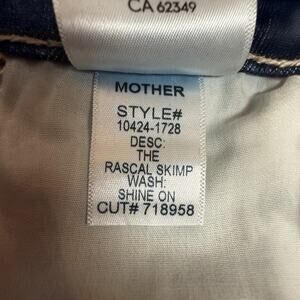 CA 62349
MOTHER
STYLE#
10424-1728
DESC:
THE
RASCAL SKIMP
WASH:
SHINE ON
CUT# 718958